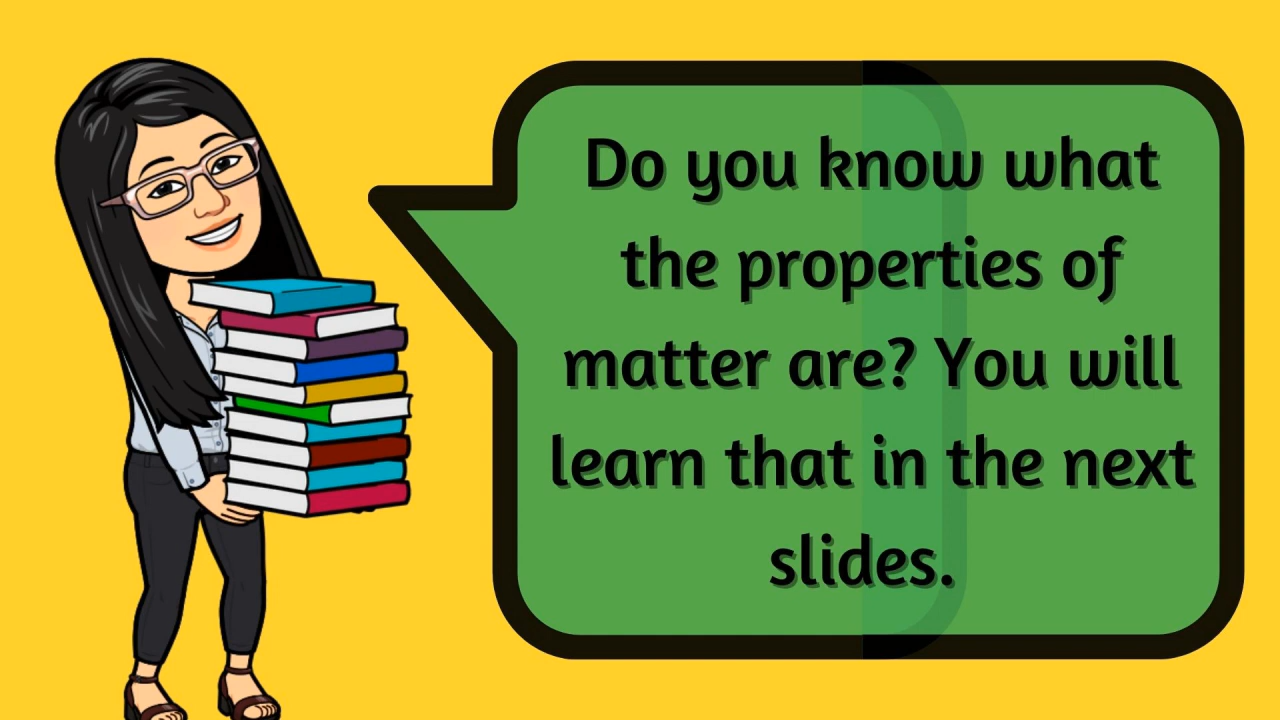 Do you know what
the properties of
matter are? You will
learn that in the next
slides.